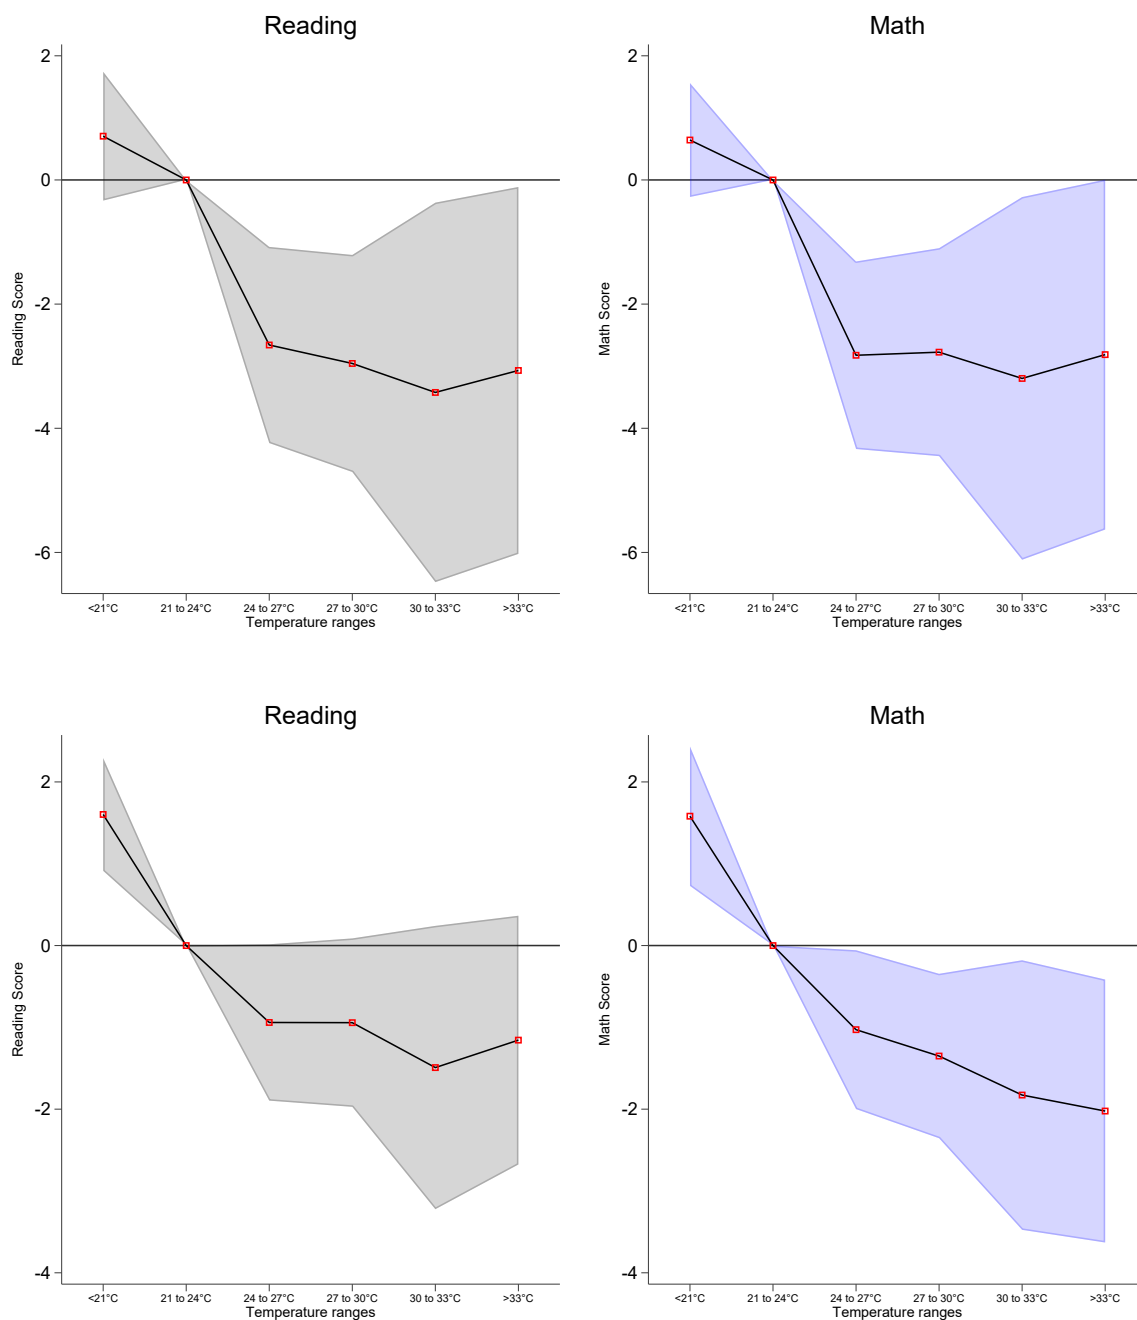 Reading
2
0
-2
-4
-6
Reading Score
<21°C 21 to 24°C 24 to 27°C 27 to 30°C 30 to 33°C >33°C
Temperature ranges
Math
2
0
-2
-4
-6
Math Score
<21°C 21 to 24°C 24 to 27°C 27 to 30°C 30 to 33°C >33°C
Temperature ranges
Reading
2
0
-2
-4
Reading Score
<21°C 21 to 24°C 24 to 27°C 27 to 30°C 30 to 33°C >33°C
Temperature ranges
Math
2
0
-2
-4
Math Score
<21°C 21 to 24°C 24 to 27°C 27 to 30°C 30 to 33°C >33°C
Temperature ranges